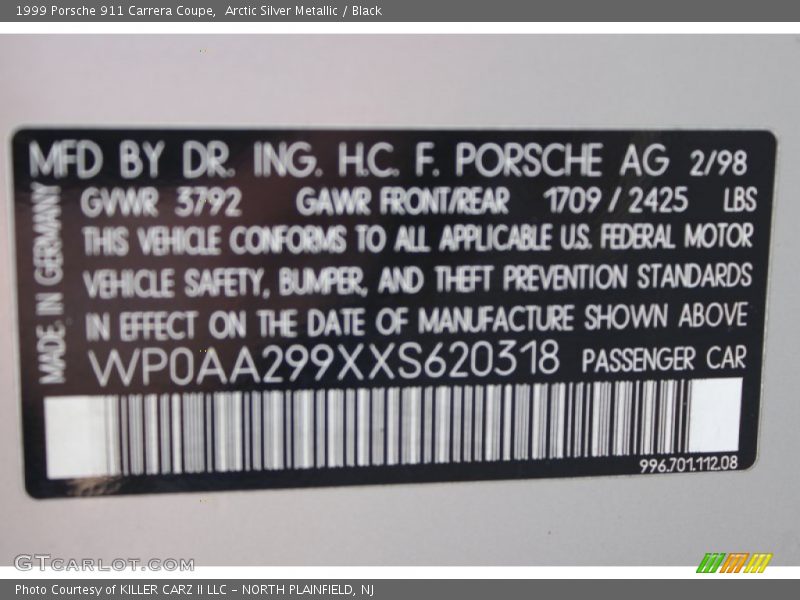 1999 Porsche 911 Carrera Coupe,  Arctic Silver Metallic / Black
MFD BY DR. ING. H.C. F. PORSCHE AG 2/98
GVWR 3792 GAWR FRONT/REAR 1709 / 2425 LBS
THIS VEHICLE CONFORMS TO ALL APPLICABLE U.S. FEDERAL MOTOR
VEHICLE SAFETY, BUMPER, AND THEFT PREVENTION STANDARDS
IN EFFECT ON THE DATE OF MANUFACTURE SHOWN ABOVE
WP0AA299XXS620318 PASSENGER CAR
MADE IN GERMANY
996.701.112.08
GTCARLOT.COM
Photo Courtesy of KILLER CARZ II LLC - NORTH PLAINFIELD, NJ